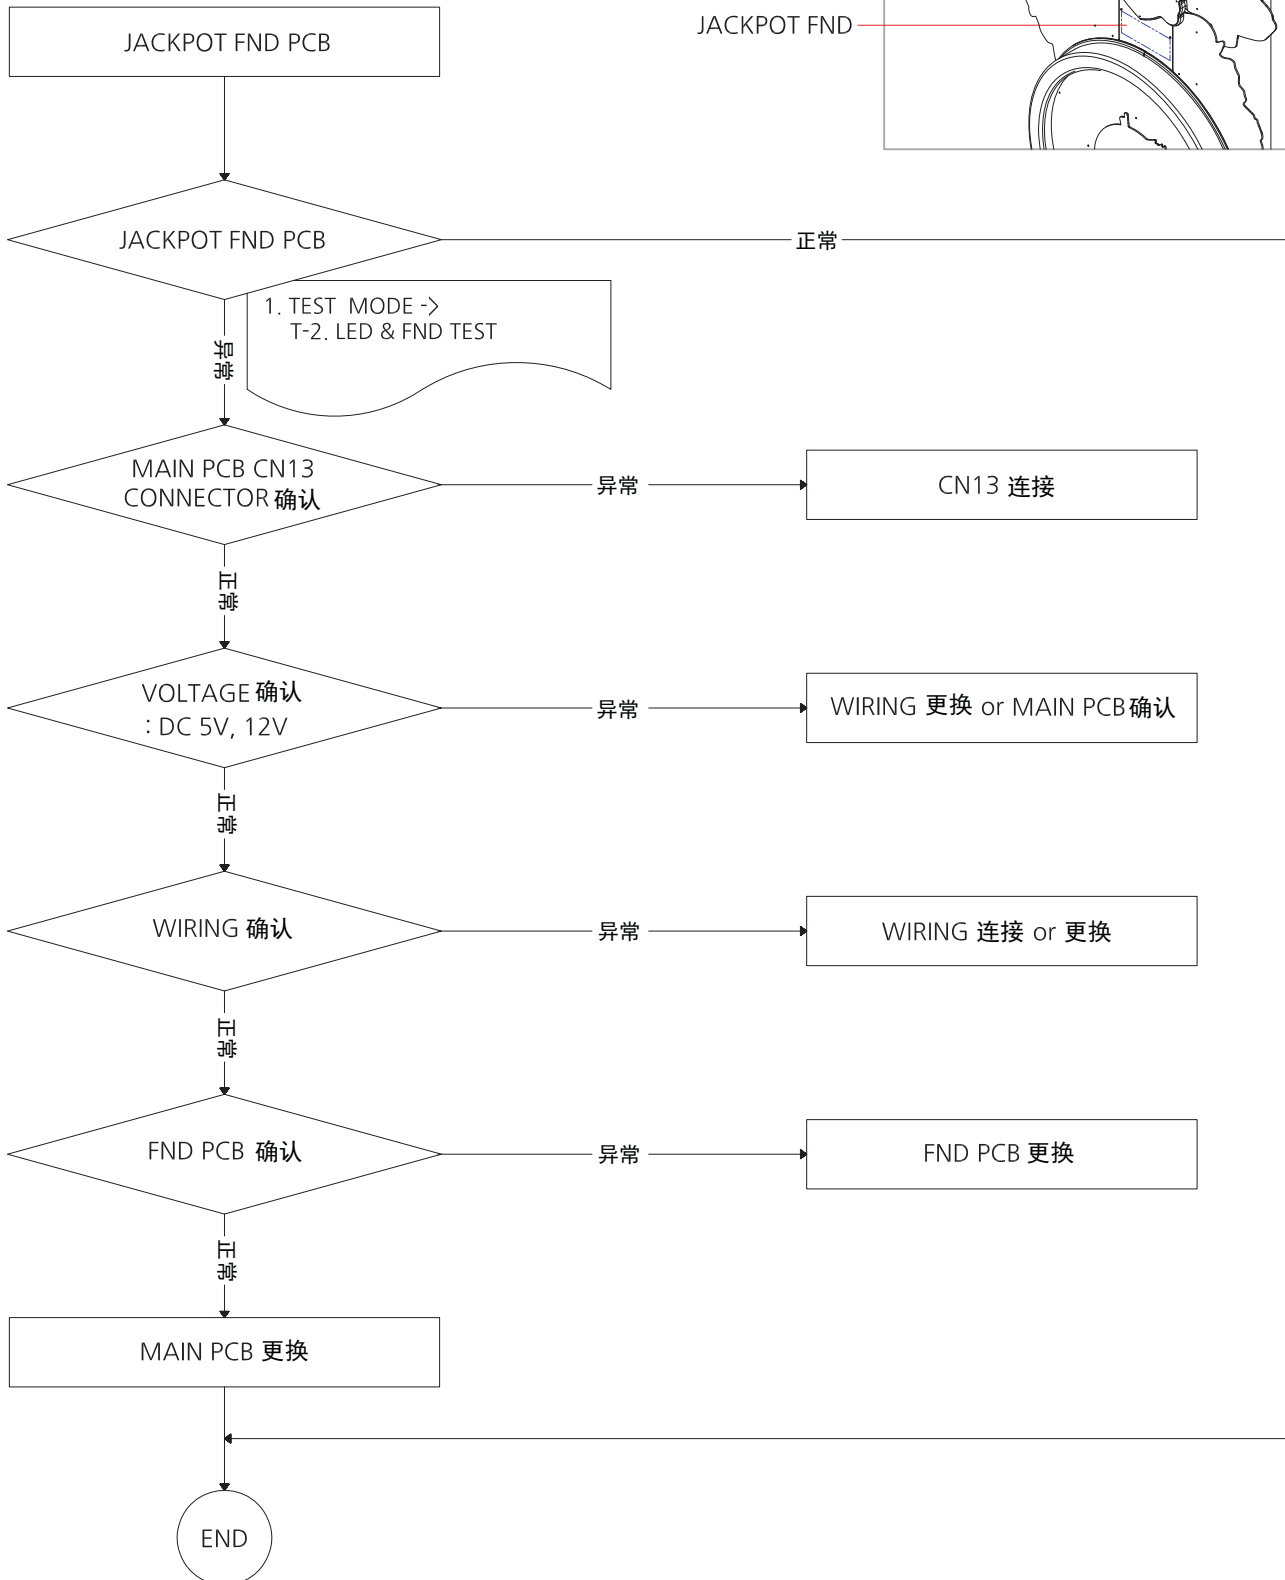 JACKPOT FND PCB
JACKPOT FND
JACKPOT FND PCB
正常
1. TEST MODE ->
T-2. LED & FND TEST
异常
MAIN PCB CN13
CONNECTOR 确认
异常
CN13 连接
正常
VOLTAGE 确认
: DC 5V, 12V
异常
WIRING 更换 or MAIN PCB 确认
正常
WIRING 确认
异常
WIRING 连接 or 更换
正常
FND PCB 确认
异常
FND PCB 更换
正常
MAIN PCB 更换
END